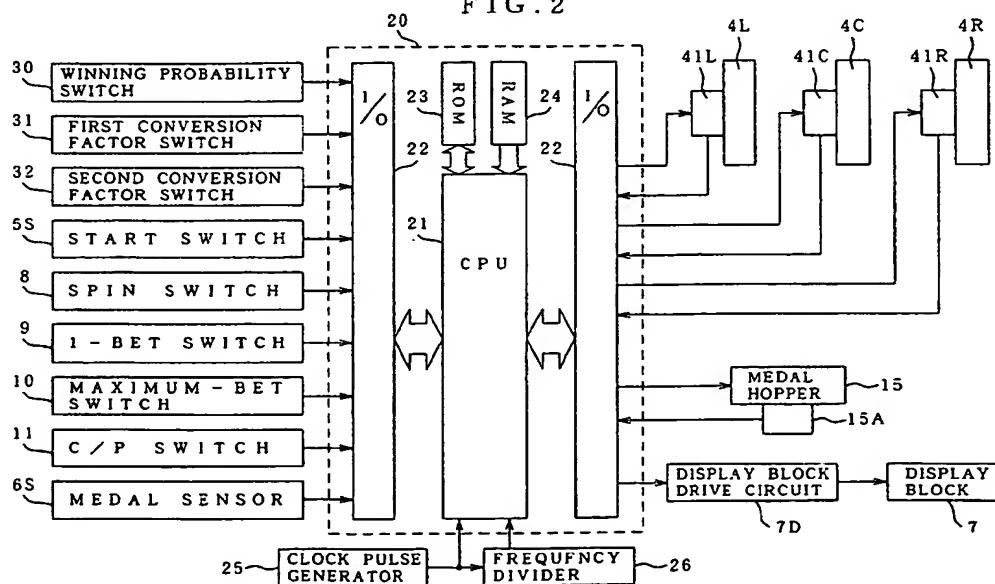 FIG.2
20
4L
4C
4R
30
WINNING PROBABILITY
SWITCH
31
FIRST CONVERSION
FACTOR SWITCH
32
SECOND CONVERSION
FACTOR SWITCH
5S
START SWITCH
8
SPIN SWITCH
9
1-BET SWITCH
10
MAXIMUM-BET
SWITCH
11
C/P SWITCH
6S
MEDAL SENSOR
I/O
22
ROM
23
RAM
24
21
CPU
I/O
22
41L
41C
41R
MEDAL
HOPPER
15
15A
DISPLAY BLOCK
DRIVE CIRCUIT
7D
DISPLAY
BLOCK
7
25
CLOCK PULSE
GENERATOR
FREQUFNCY
DIVIDER
26